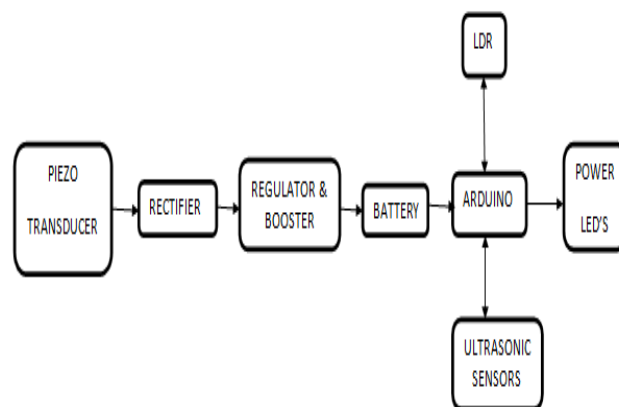 LDR
PIEZO
TRANSDUCER
RECTIFIER
REGULATOR &
BOOSTER
BATTERY
ARDUINO
POWER
LED'S
ULTRASONIC
SENSORS